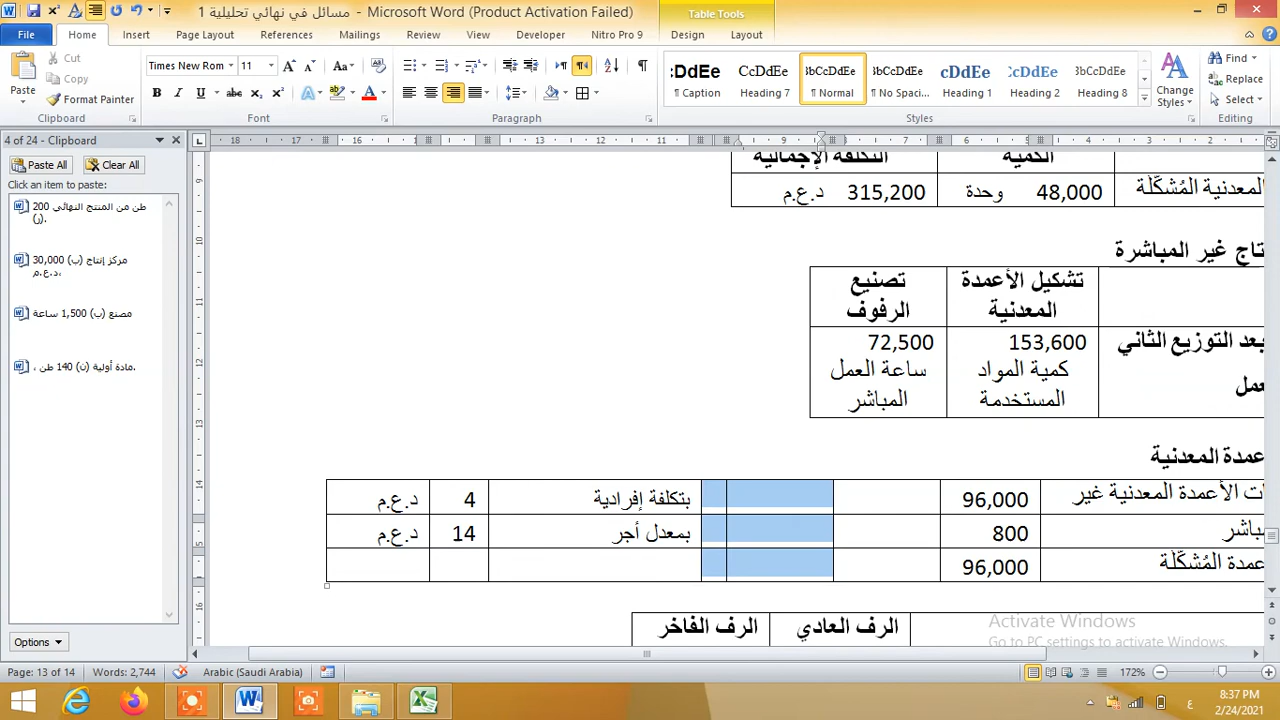 مسائل في نهائي تحليلية 1 - Microsoft Word (Product Activation Failed)
Table Tools
File Home Insert Page Layout References Mailings Review View Developer Nitro Pro 9 Design Layout
Paste
Cut
Copy
Format Painter
Clipboard
Times New Rom 11
Font
Paragraph
bCcDdEe CcDdEe AaBbCcDdEe
¶ Caption
Heading 7
¶ Normal
¶ No Spaci...
Heading 1
Heading 2
Heading 8
Change Styles
Styles
Find
Replace
Select
Editing
4 of 24 - Clipboard
Paste All Clear All
Click an item to paste:
200 طن من المنتج النهائي (ز).
مركز إنتاج (ب) 30,000 د.ع.م،
مصنع (ب) 1,500 ساعة
مادة أولية (ن) 140 طن ،
Options
الكمية التكلفة الإجمالية
المعدنية المُشكّلة 48,000 وحدة 315,200 د.ع.م
تاج غير المباشرة
تشكيل الأعمدة المعدنية تصنيع الرفوف
بعد التوزيع الثاني 153,600 72,500
عمل كمية المواد المستخدمة ساعة العمل المباشر
عمدة المعدنية
ات الأعمدة المعدنية غير 96,000 بتكلفة إفرادية 4 د.ع.م
مباشر 800 بمعدل أجر 14 د.ع.م
عمدة المُشكّلة 96,000
الرف العادي الرف الفاخر
Activate Windows
Go to PC settings to activate Windows.
Page: 13 of 14 Words: 2,744 Arabic (Saudi Arabia) 172%
8:37 PM
2/24/2021